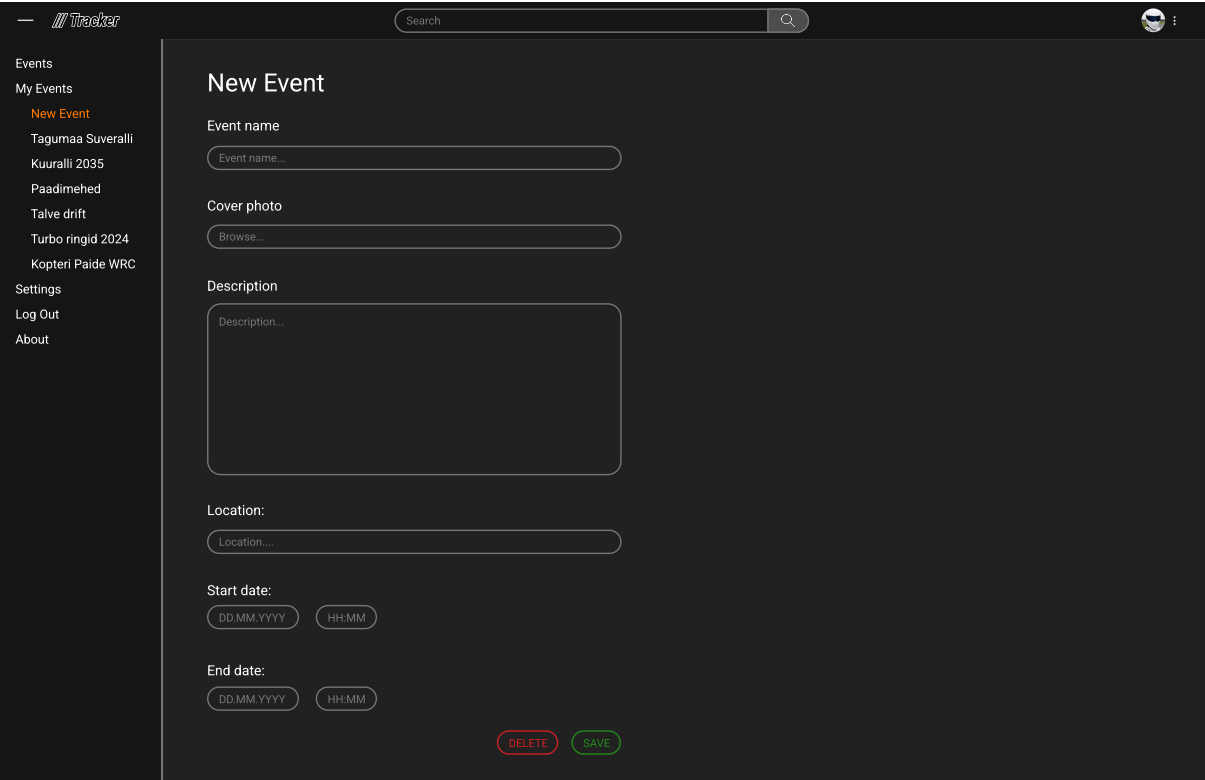 Tracker
Search
Events
My Events
New Event
Tagumaa Suveralli
Kuuralli 2035
Paadimehed
Talve drift
Turbo ringid 2024
Kopteri Paide WRC
Settings
Log Out
About
New Event
Event name
Event name...
Cover photo
Browse...
Description
Description...
Location:
Location....
Start date:
DD.MM.YYYY HH:MM
End date:
DD.MM.YYYY HH:MM
DELETE SAVE